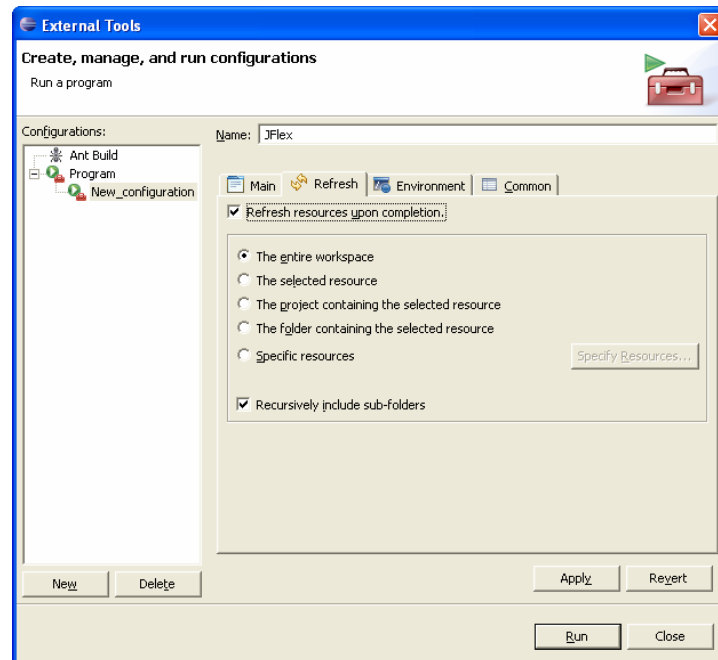 External Tools
Create, manage, and run configurations
Run a program
Configurations:
Ant Build
Program
New_configuration
Name: JFlex
Main Refresh Environment Common
Refresh resources upon completion.
The entire workspace
The selected resource
The project containing the selected resource
The folder containing the selected resource
Specific resources Specify Resources...
Recursively include sub-folders
New Delete Apply Revert
Run Close